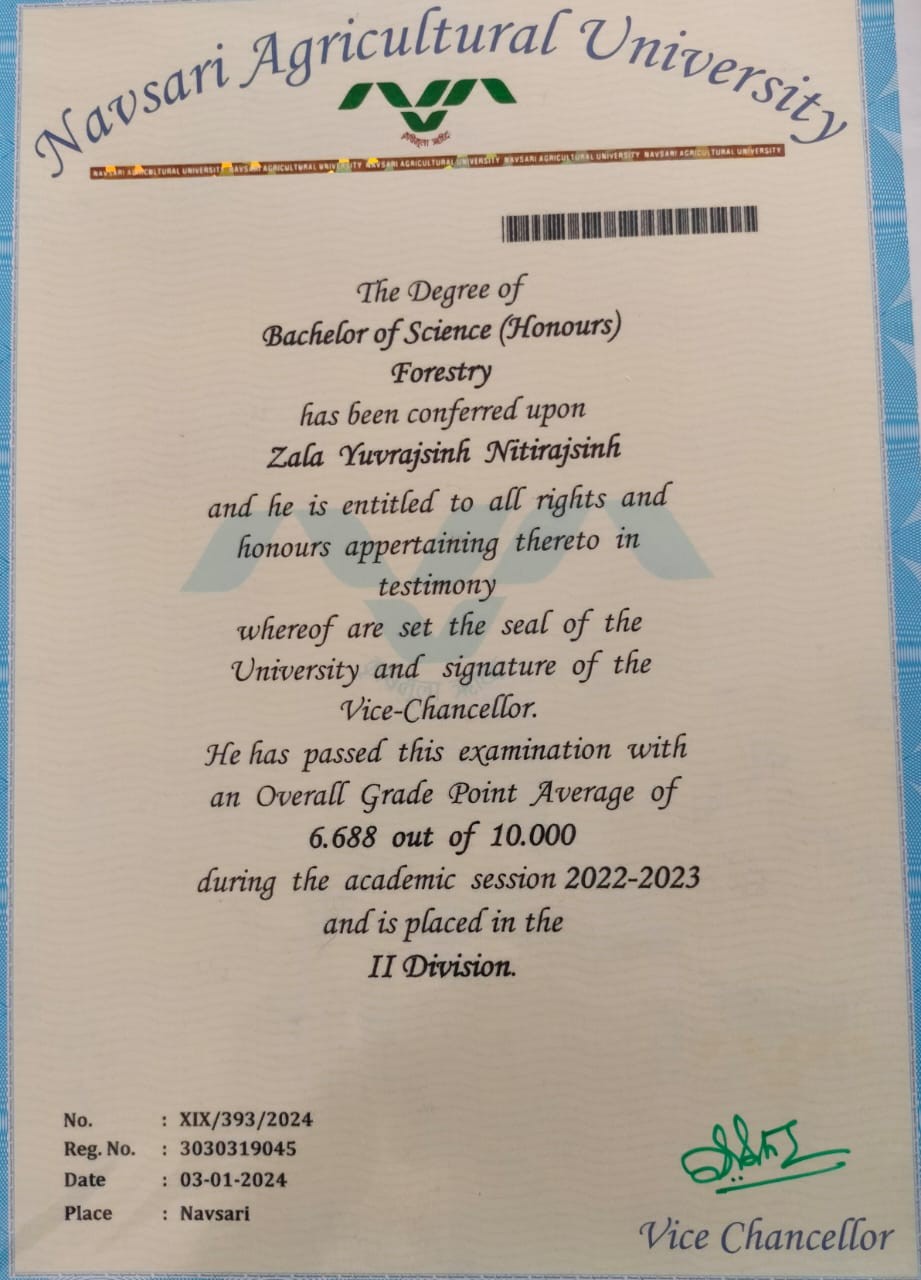 Navsari Agricultural University
NAVSARI AGRICULTURAL UNIVERSITY NAVSARI AGRICULTURAL UNIVERSITY NAVSARI AGRICULTURAL UNIVERSITY NAVSARI AGRICULTURAL UNIVERSITY NAVSARI AGRICULTURAL UNIVERSITY
The Degree of
Bachelor of Science (Honours)
Forestry
has been conferred upon
Zala Yuvrajsinh Nitirajsinh
and he is entitled to all rights and
honours appertaining thereto in
testimony
whereof are set the seal of the
University and signature of the
Vice-Chancellor.
He has passed this examination with
an Overall Grade Point Average of
6.688 out of 10.000
during the academic session 2022-2023
and is placed in the
II Division.
No. : XIX/393/2024
Reg. No. : 3030319045
Date : 03-01-2024
Place : Navsari
Vice Chancellor